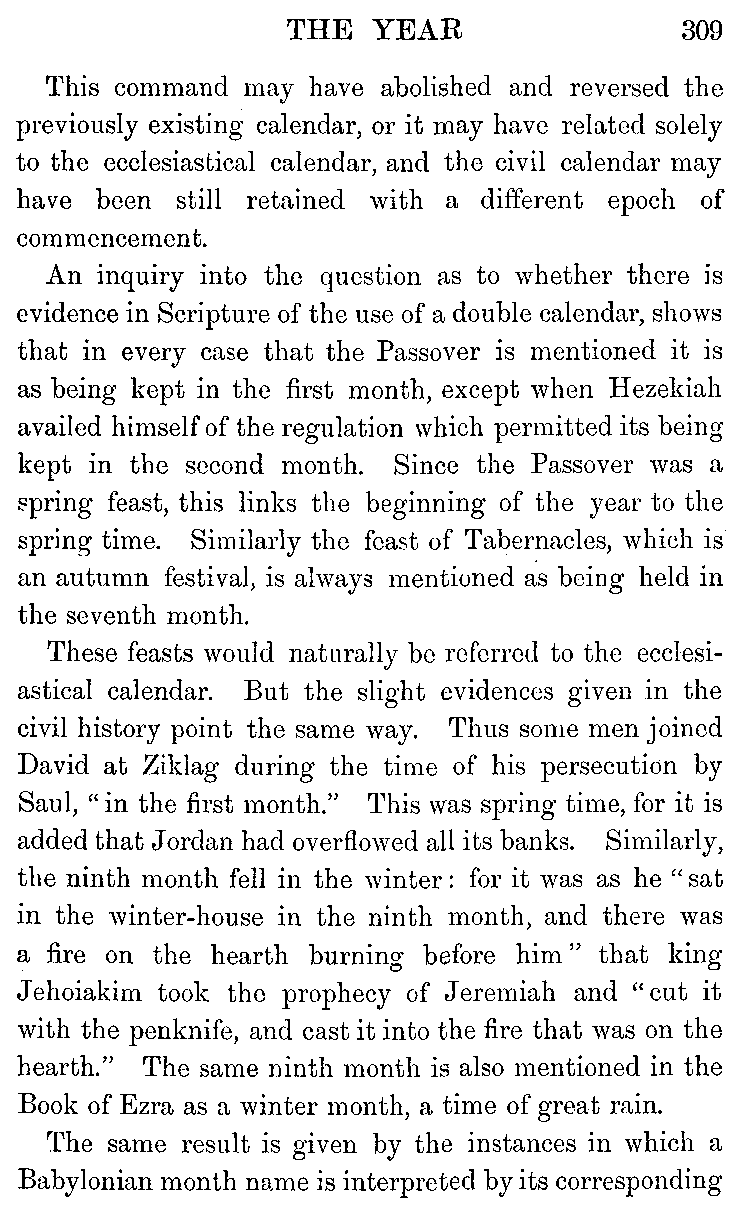 THE YEAR 309
This command may have abolished and reversed the
previously existing calendar, or it may have related solely
to the ecclesiastical calendar, and the civil calendar may
have been still retained with a different epoch of
commencement.
An inquiry into the question as to whether there is
evidence in Scripture of the use of a double calendar, shows
that in every case that the Passover is mentioned it is
as being kept in the first month, except when Hezekiah
availed himself of the regulation which permitted its being
kept in the second month. Since the Passover was a
spring feast, this links the beginning of the year to the
spring time. Similarly the feast of Tabernacles, which is
an autumn festival, is always mentioned as being held in
the seventh month.
These feasts would naturally be referred to the ecclesi-
astical calendar. But the slight evidences given in the
civil history point the same way. Thus some men joined
David at Ziklag during the time of his persecution by
Saul, "in the first month." This was spring time, for it is
added that Jordan had overflowed all its banks. Similarly,
the ninth month fell in the winter: for it was as he "sat
in the winter-house in the ninth month, and there was
a fire on the hearth burning before him" that king
Jehoiakim took the prophecy of Jeremiah and "cut it
with the penknife, and cast it into the fire that was on the
hearth." The same ninth month is also mentioned in the
Book of Ezra as a winter month, a time of great rain.
The same result is given by the instances in which a
Babylonian month name is interpreted by its corresponding